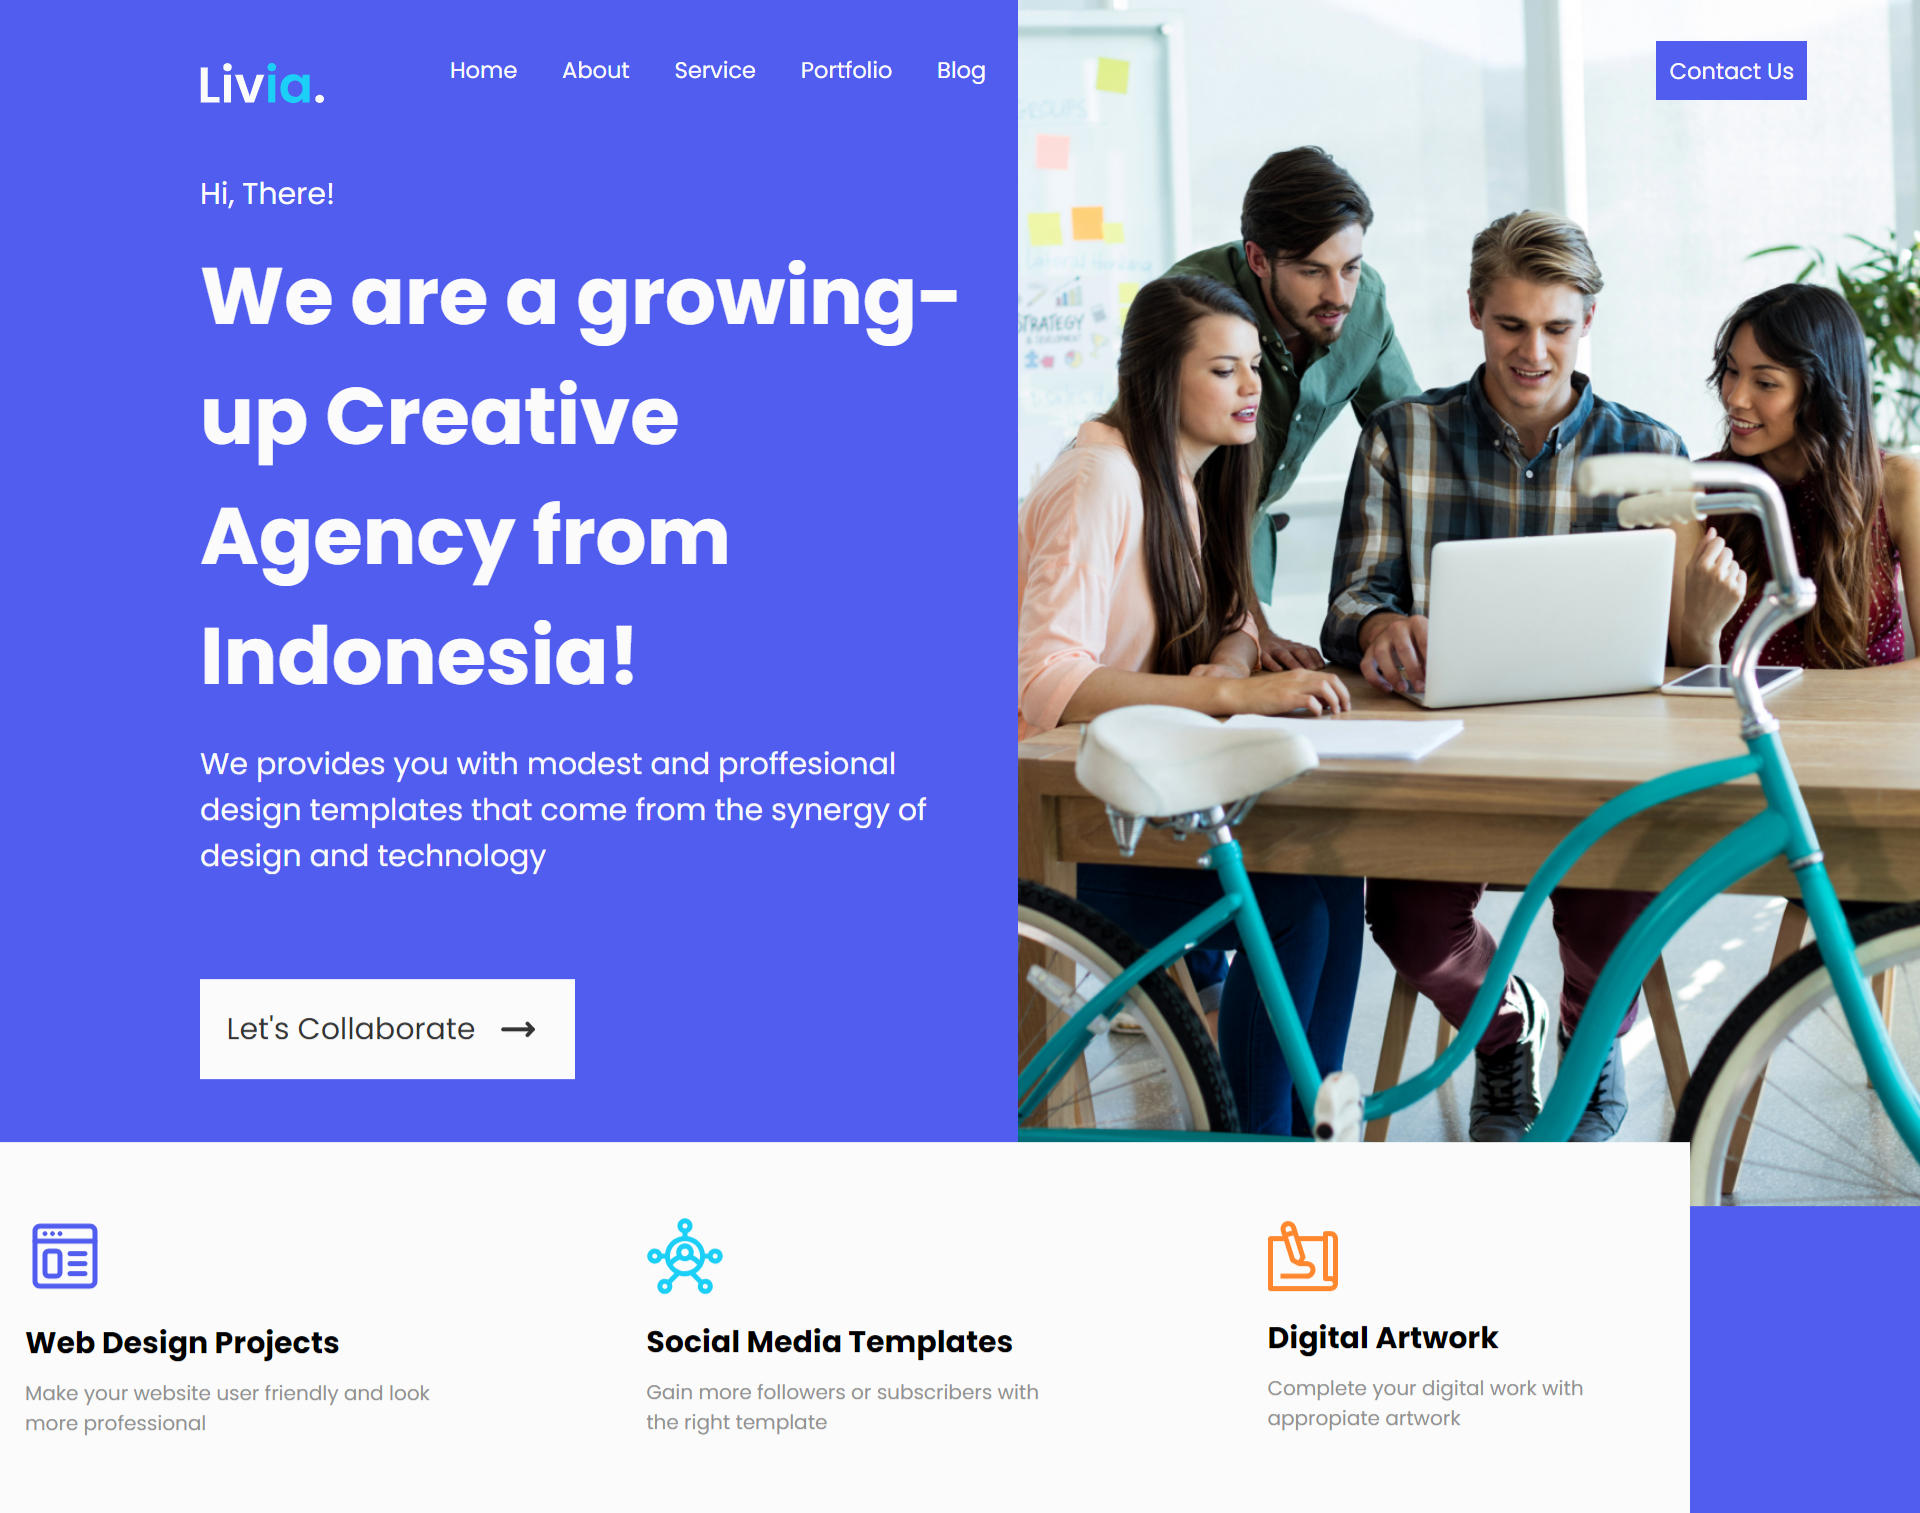 Livia.
Home About Service Portfolio Blog
Contact Us
Hi, There!
We are a growing-
up Creative
Agency from
Indonesia!
We provides you with modest and proffesional
design templates that come from the synergy of
design and technology
Let's Collaborate
GROUPS
STRATEGY
& DEVELOPMENT
Web Design Projects
Make your website user friendly and look
more professional
Social Media Templates
Gain more followers or subscribers with
the right template
Digital Artwork
Complete your digital work with
appropiate artwork